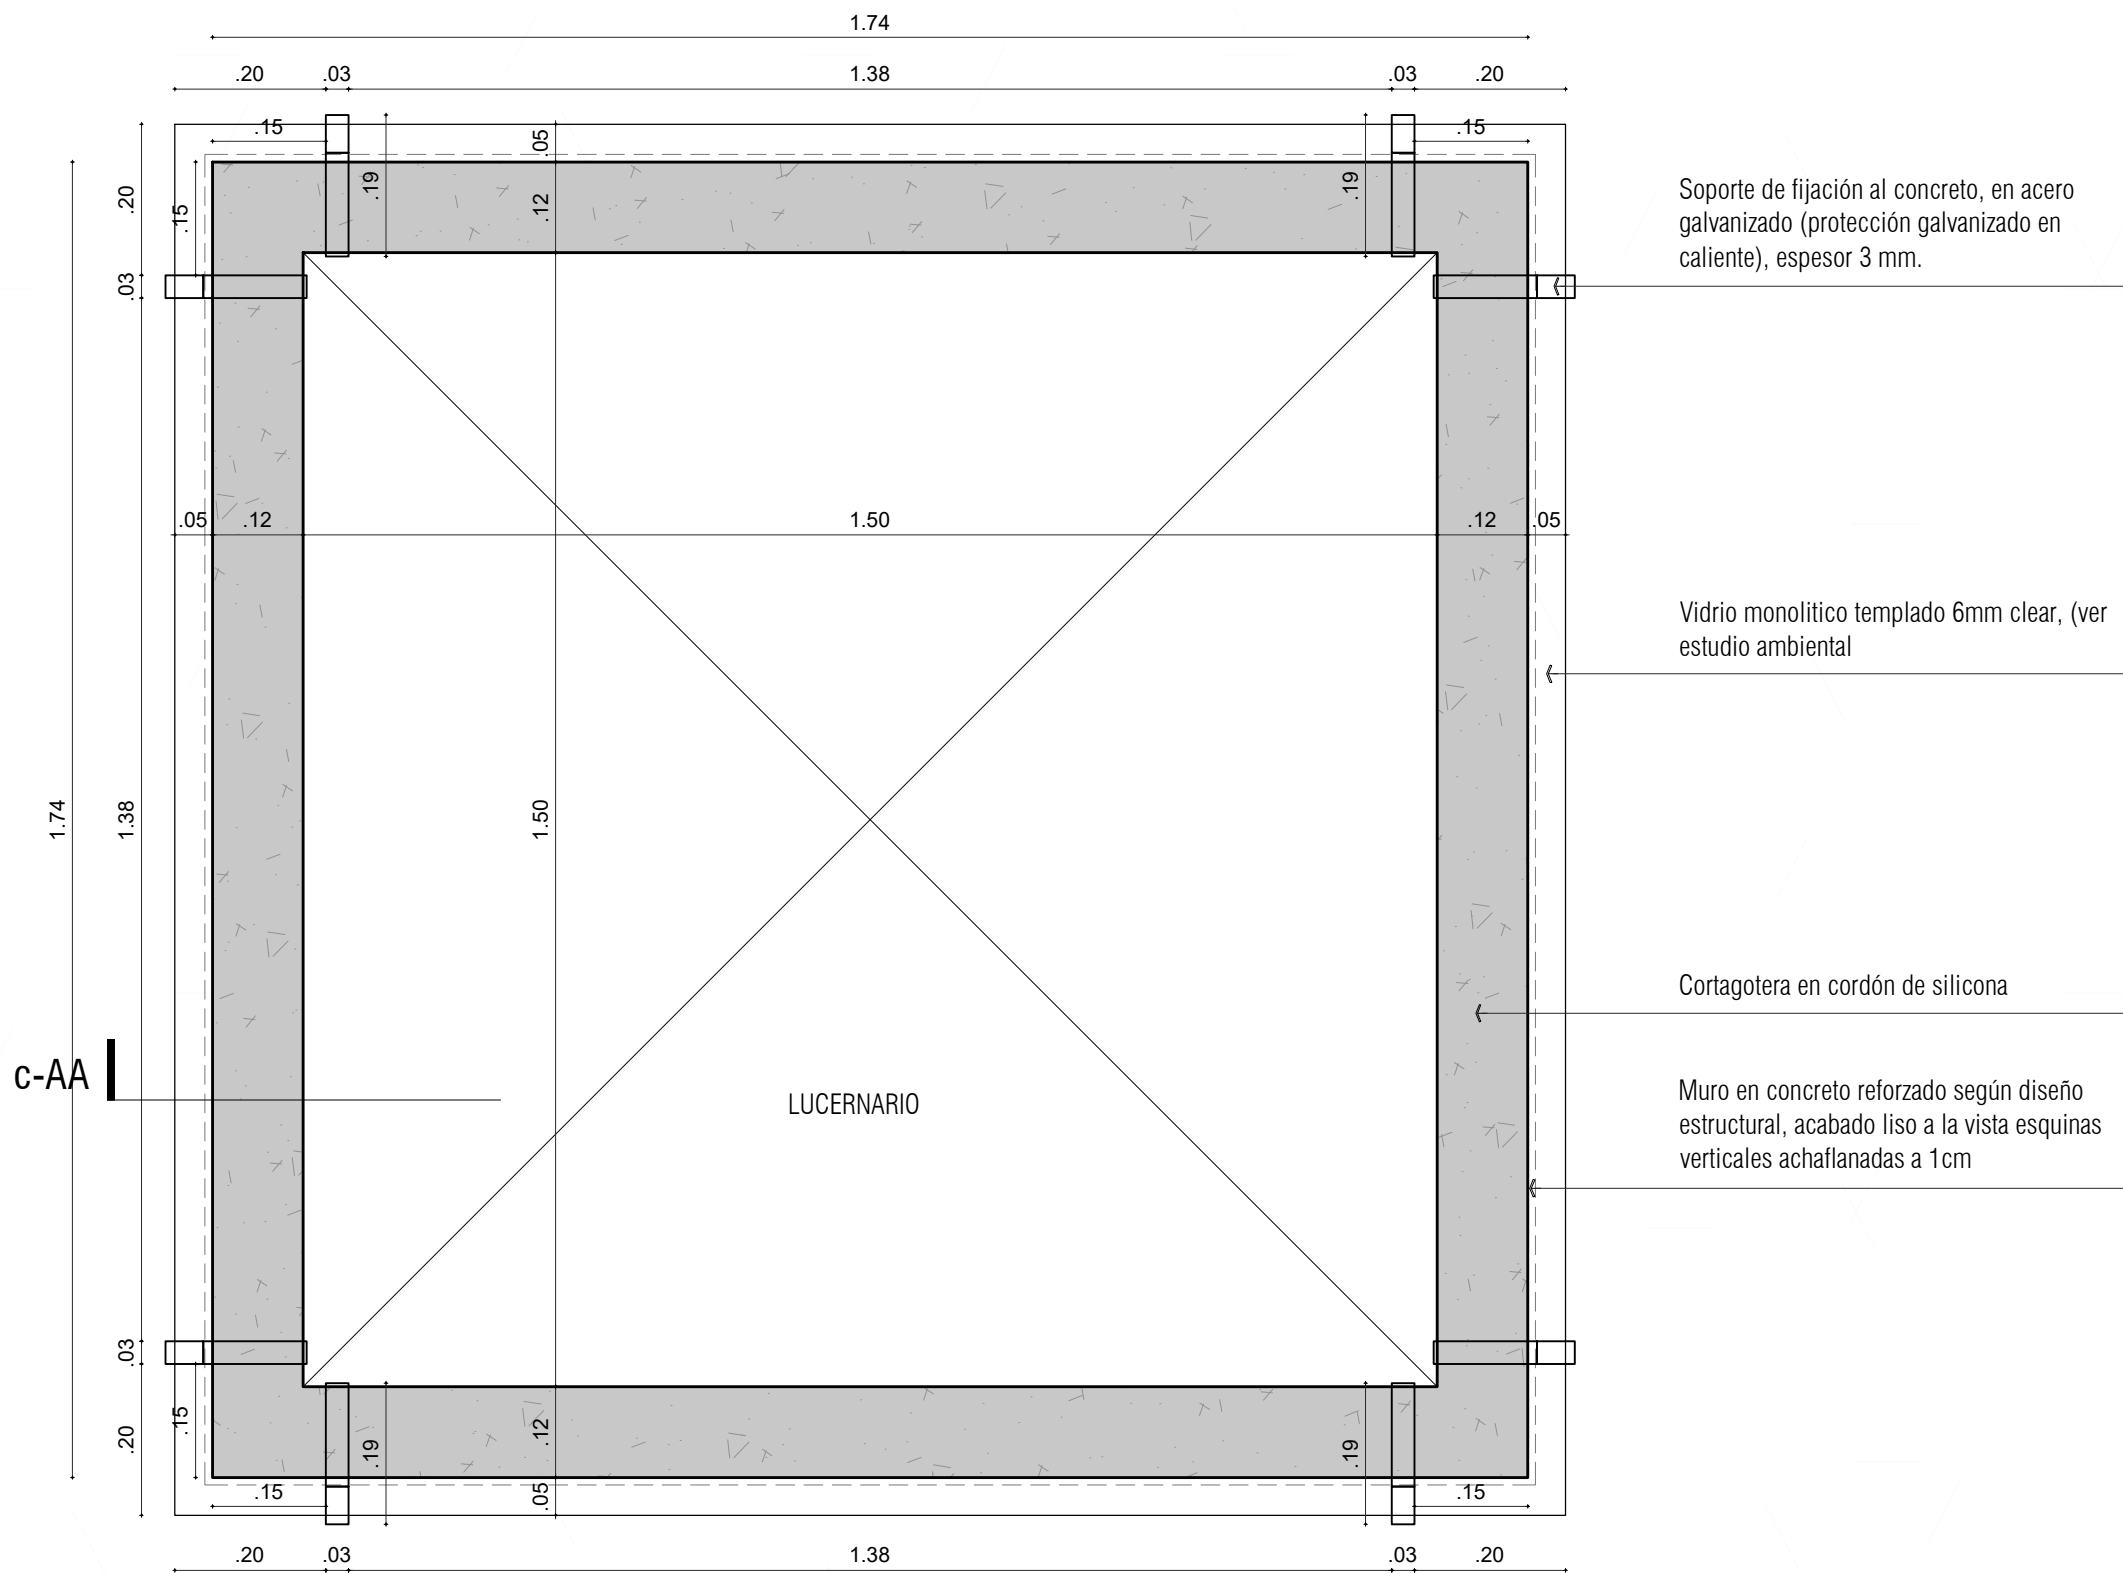 1.74
.20 .03 1.38 .03 .20
.15 .05 .15
.19 .12 .19
.20
.15
.03
Soporte de fijación al concreto, en acero
galvanizado (protección galvanizado en
caliente), espesor 3 mm.
.05 .12 1.50 .12 .05
Vidrio monolitico templado 6mm clear, (ver
estudio ambiental
1.74 1.38 1.50
Cortagotera en cordón de silicona
c-AA
LUCERNARIO
Muro en concreto reforzado según diseño
estructural, acabado liso a la vista esquinas
verticales achaflanadas a 1cm
.03
.20 .15 .19 .12 .19
.15 .05 .15
.20 .03 1.38 .03 .20